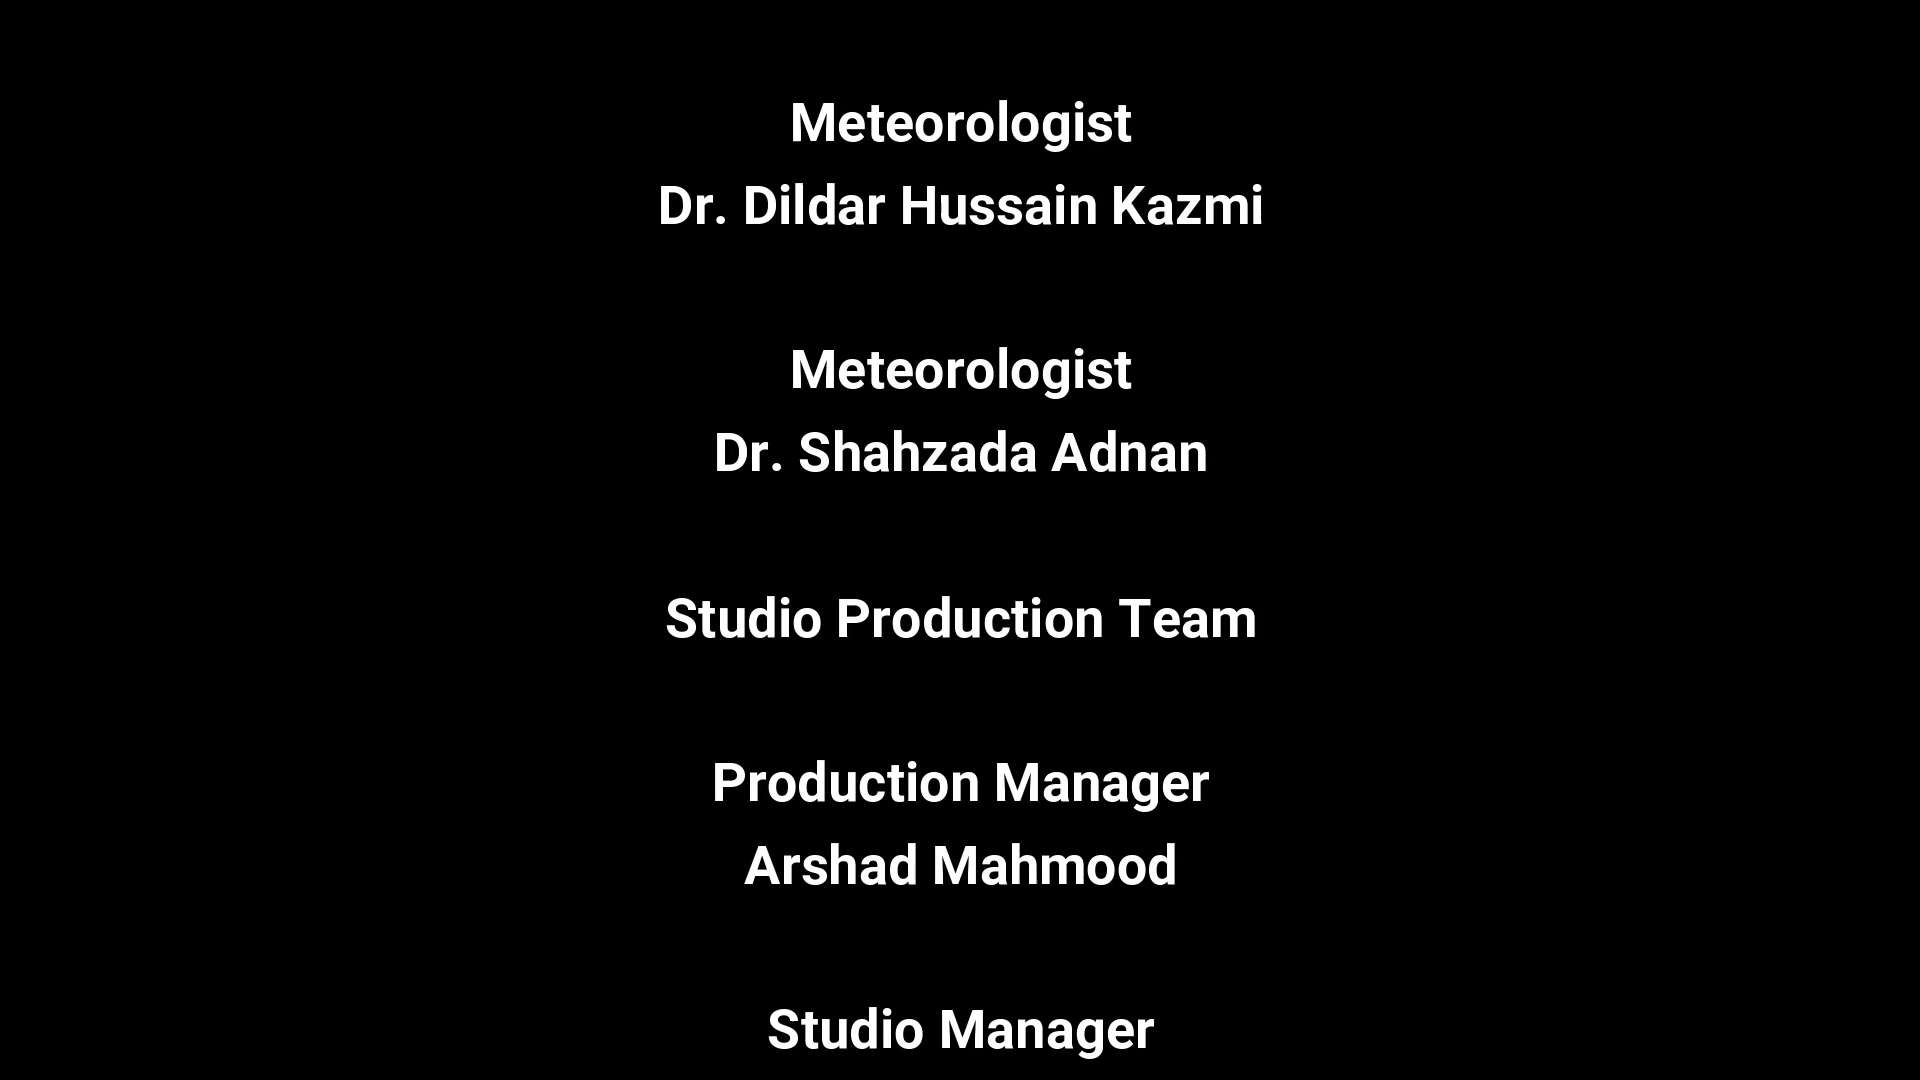 Meteorologist
Dr. Dildar Hussain Kazmi
Meteorologist
Dr. Shahzada Adnan
Studio Production Team
Production Manager
Arshad Mahmood
Studio Manager